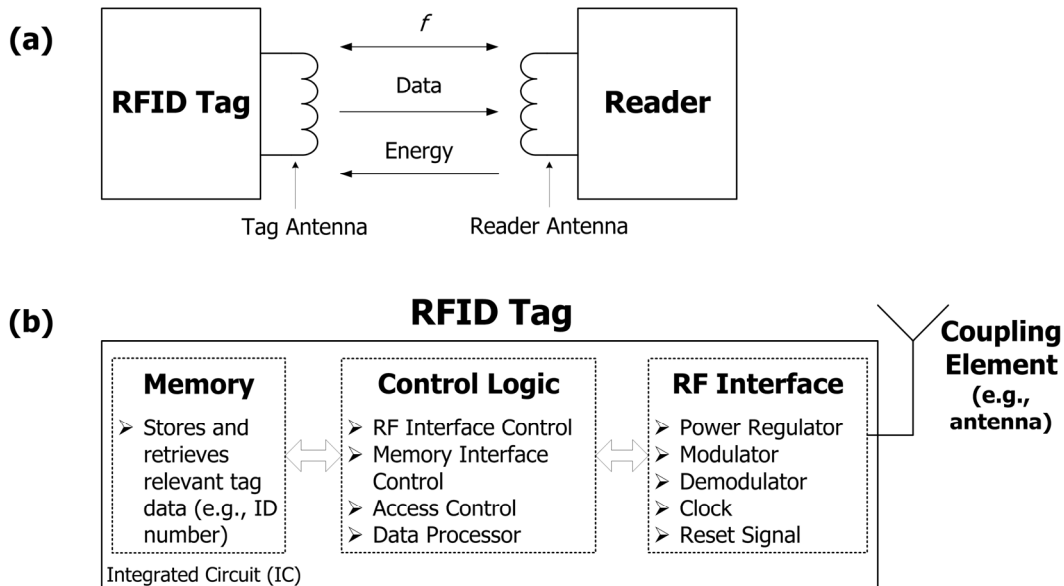 (a)
RFID Tag
f
Data
Energy
Reader
Tag Antenna
Reader Antenna
(b)
RFID Tag
Coupling
Element
(e.g.,
antenna)
Memory
➢ Stores and
retrieves
relevant tag
data (e.g., ID
number)
Control Logic
➢ RF Interface Control
➢ Memory Interface
Control
➢ Access Control
➢ Data Processor
RF Interface
➢ Power Regulator
➢ Modulator
➢ Demodulator
➢ Clock
➢ Reset Signal
Integrated Circuit (IC)